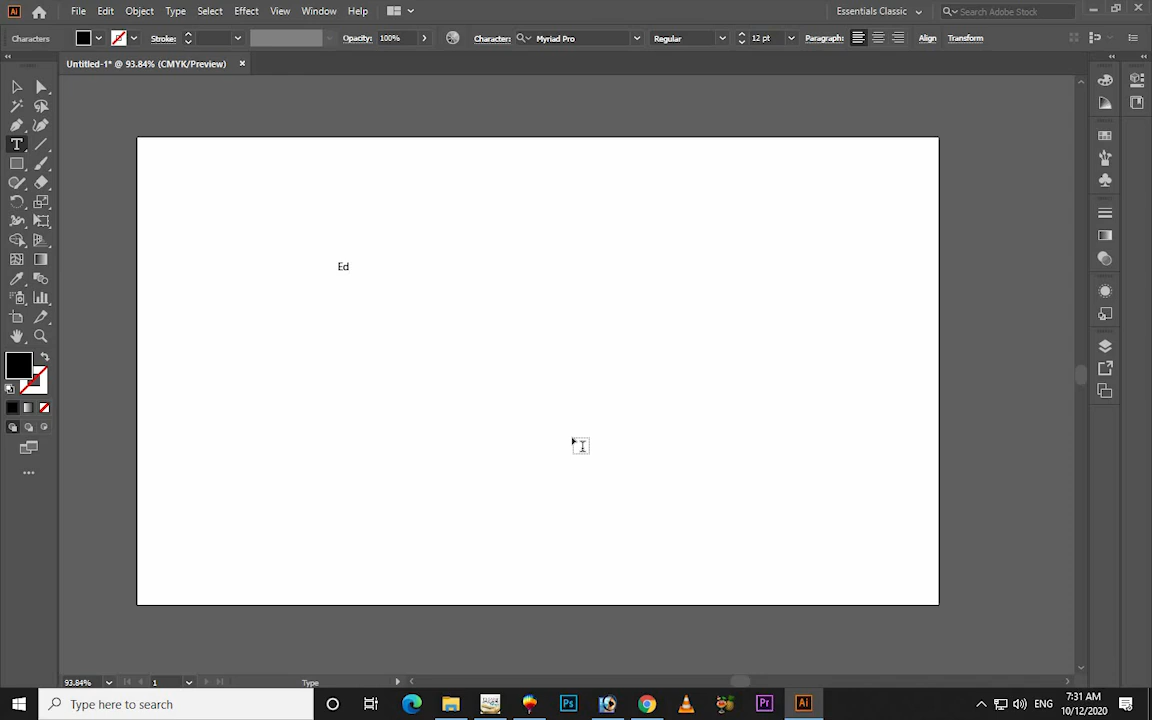 File Edit Object Type Select Effect View Window Help Essentials Classic Search Adobe Stock
Characters Stroke: Opacity: 100% Character: Myriad Pro Regular 12 pt Paragraph: Align Transform
Untitled-1* @ 93.84% (CMYK/Preview)
Ed
93.84% 1 Type
Type here to search ENG 7:31 AM
10/12/2020